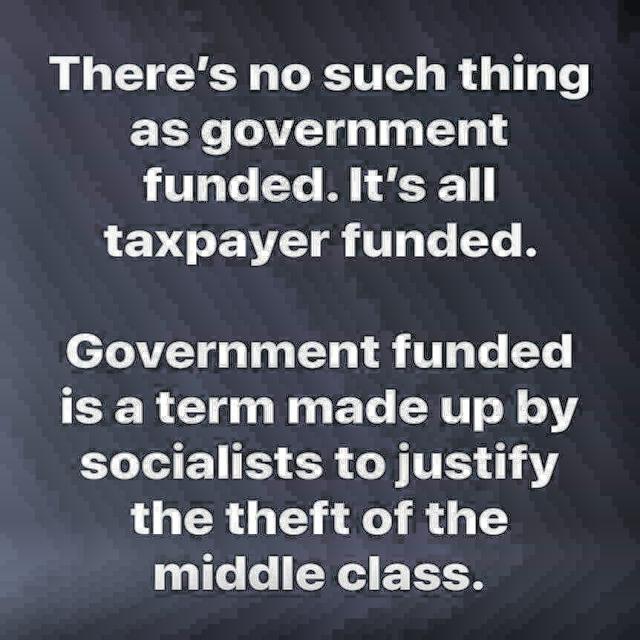 There's no such thing
as government
funded. It's all
taxpayer funded.
Government funded
is a term made up by
socialists to justify
the theft of the
middle class.